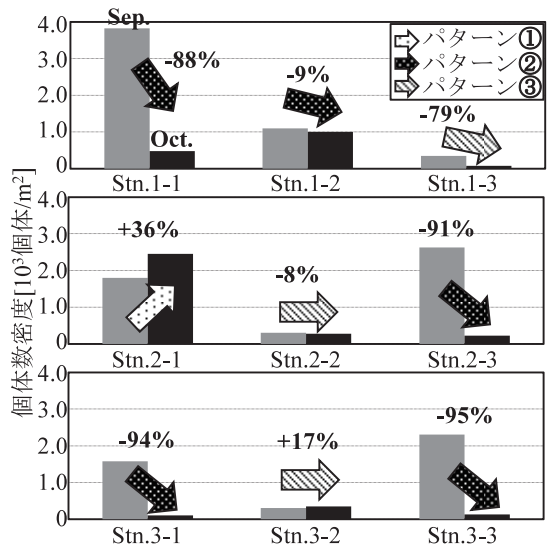 個体数密度[10³個体/m²]
4.0
3.0
2.0
1.0
0
Sep.
-88%
Oct.
-9%
-79%
パターン①
パターン②
パターン③
Stn.1-1 Stn.1-2 Stn.1-3
4.0
3.0
2.0
1.0
0
+36%
-8%
-91%
Stn.2-1 Stn.2-2 Stn.2-3
4.0
3.0
2.0
1.0
0
-94%
+17%
-95%
Stn.3-1 Stn.3-2 Stn.3-3